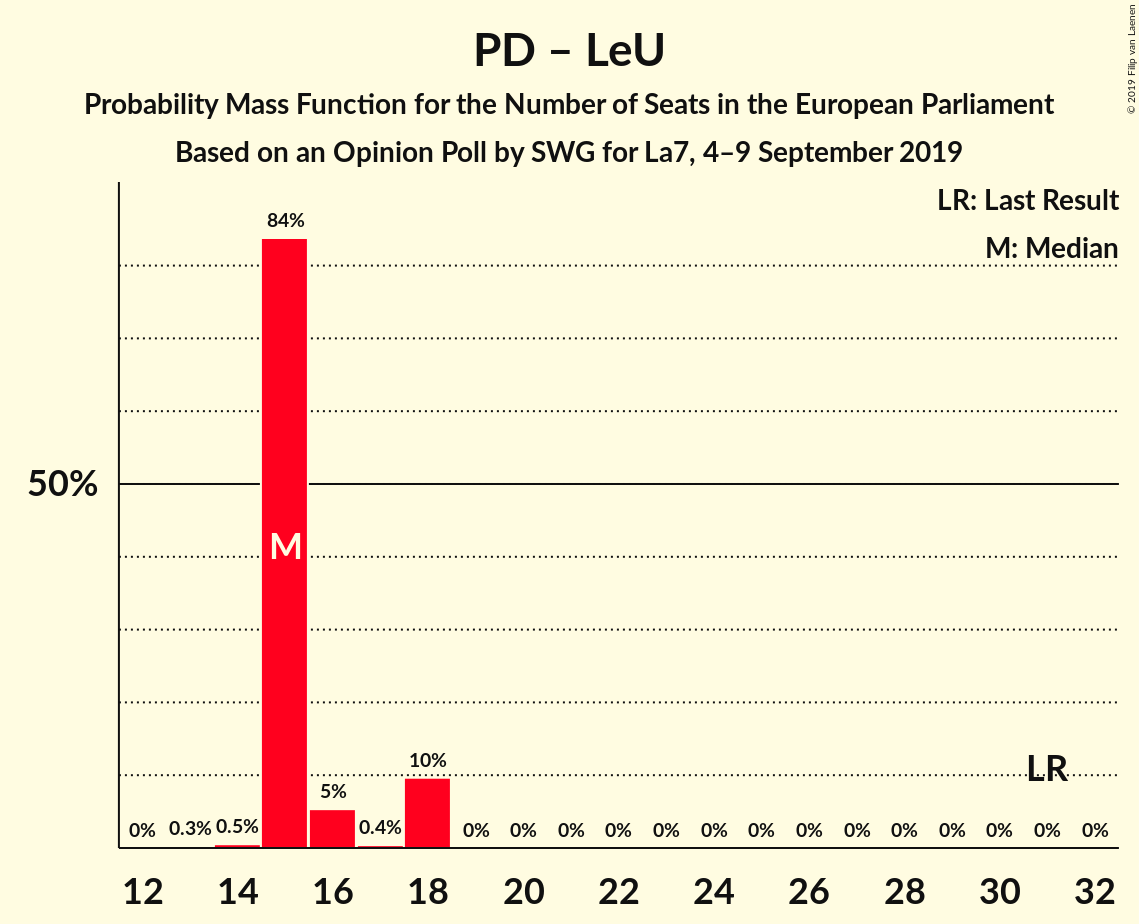 PD – LeU
Probability Mass Function for the Number of Seats in the European Parliament
Based on an Opinion Poll by SWG for La7, 4–9 September 2019
© 2019 Filip van Laenen
LR: Last Result
M: Median
84%
50%
M
LR
10%
5%
0% 0.3% 0.5% 0.4% 0% 0% 0% 0% 0% 0% 0% 0% 0% 0% 0% 0% 0% 0%
12 14 16 18 20 22 24 26 28 30 32